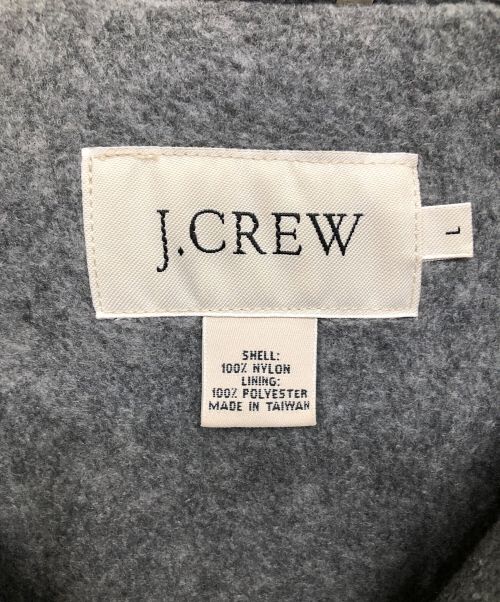 J.CREW
L
SHELL:
100% NYLON
LINING:
100% POLYESTER
MADE IN TAIWAN